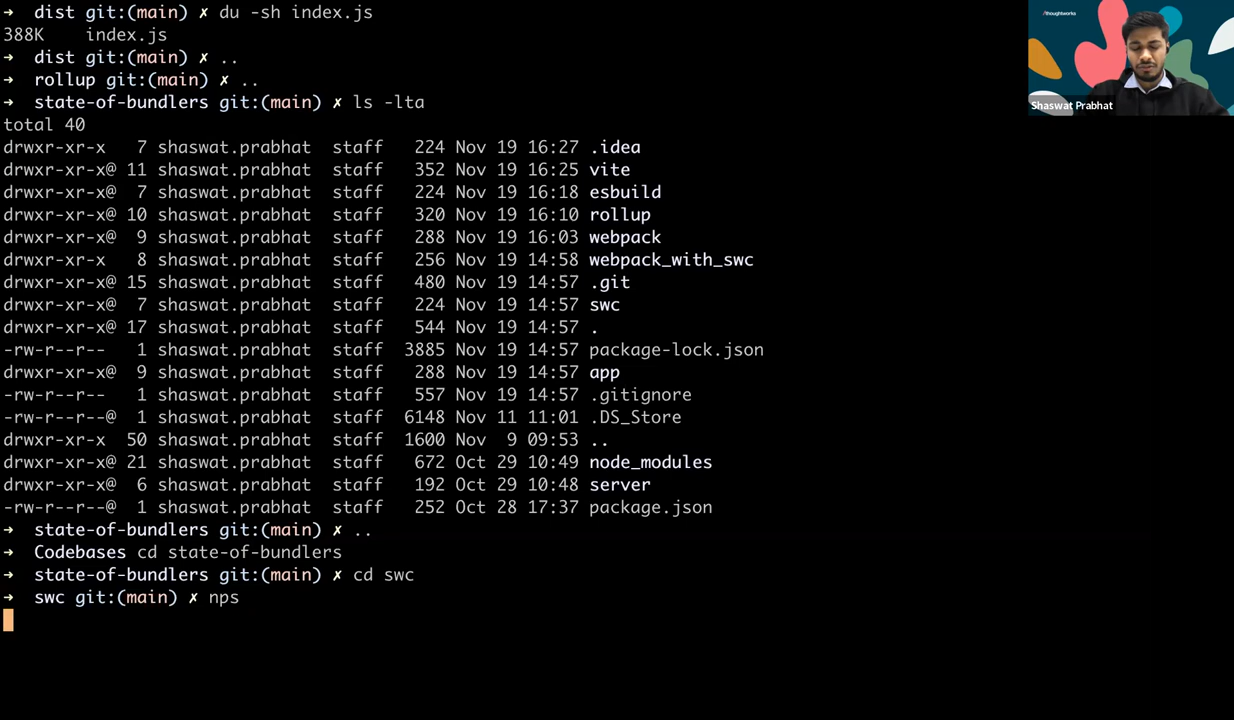 → dist git:(main) ✗ du -sh index.js
388K index.js
→ dist git:(main) ✗ ..
→ rollup git:(main) ✗ ..
→ state-of-bundlers git:(main) ✗ ls -lta
total 40
drwxr-xr-x 7 shaswat.prabhat staff 224 Nov 19 16:27 .idea
drwxr-xr-x@ 11 shaswat.prabhat staff 352 Nov 19 16:25 vite
drwxr-xr-x@ 7 shaswat.prabhat staff 224 Nov 19 16:18 esbuild
drwxr-xr-x@ 10 shaswat.prabhat staff 320 Nov 19 16:10 rollup
drwxr-xr-x@ 9 shaswat.prabhat staff 288 Nov 19 16:03 webpack
drwxr-xr-x 8 shaswat.prabhat staff 256 Nov 19 14:58 webpack_with_swc
drwxr-xr-x@ 15 shaswat.prabhat staff 480 Nov 19 14:57 .git
drwxr-xr-x@ 7 shaswat.prabhat staff 224 Nov 19 14:57 swc
drwxr-xr-x@ 17 shaswat.prabhat staff 544 Nov 19 14:57 .
-rw-r--r-- 1 shaswat.prabhat staff 3885 Nov 19 14:57 package-lock.json
drwxr-xr-x@ 9 shaswat.prabhat staff 288 Nov 19 14:57 app
-rw-r--r-- 1 shaswat.prabhat staff 557 Nov 19 14:57 .gitignore
-rw-r--r--@ 1 shaswat.prabhat staff 6148 Nov 11 11:01 .DS_Store
drwxr-xr-x 50 shaswat.prabhat staff 1600 Nov 9 09:53 ..
drwxr-xr-x@ 21 shaswat.prabhat staff 672 Oct 29 10:49 node_modules
drwxr-xr-x@ 6 shaswat.prabhat staff 192 Oct 29 10:48 server
-rw-r--r--@ 1 shaswat.prabhat staff 252 Oct 28 17:37 package.json
→ state-of-bundlers git:(main) ✗ ..
→ Codebases cd state-of-bundlers
→ state-of-bundlers git:(main) ✗ cd swc
→ swc git:(main) ✗ nps
/thoughtworks
Shaswat Prabhat